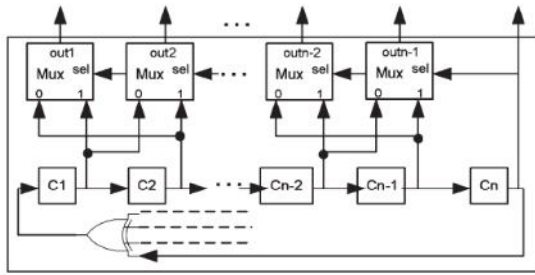 out1 out2 outn-2 outn-1
Mux sel Mux sel ... Mux sel Mux sel
0 1 0 1 0 1 0 1
C1 C2 ... Cn-2 Cn-1 Cn